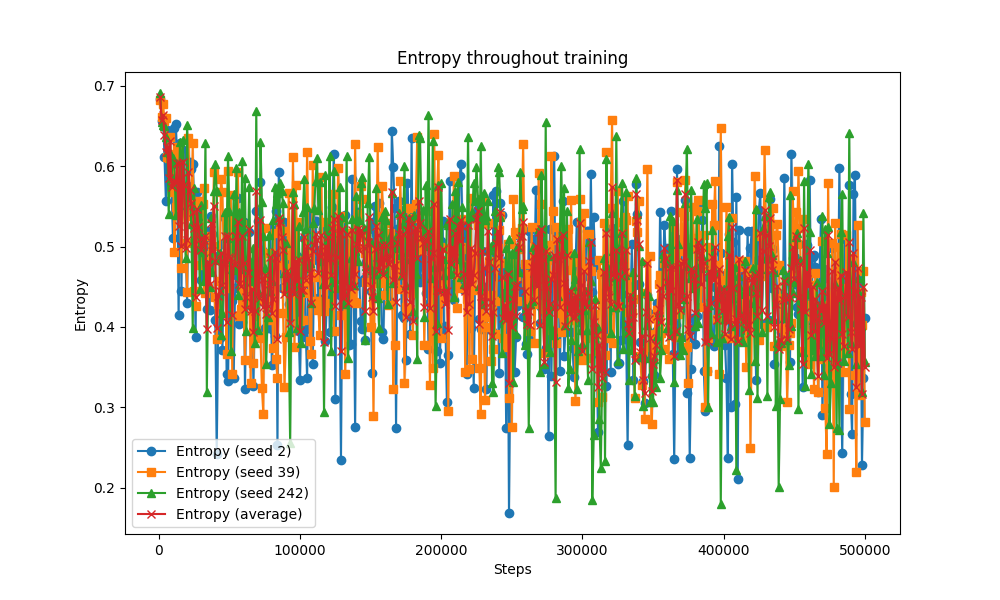 Entropy throughout training
Entropy
0.7
0.6
0.5
0.4
0.3
0.2
Entropy (seed 2)
Entropy (seed 39)
Entropy (seed 242)
Entropy (average)
0
100000
200000
300000
400000
500000
Steps